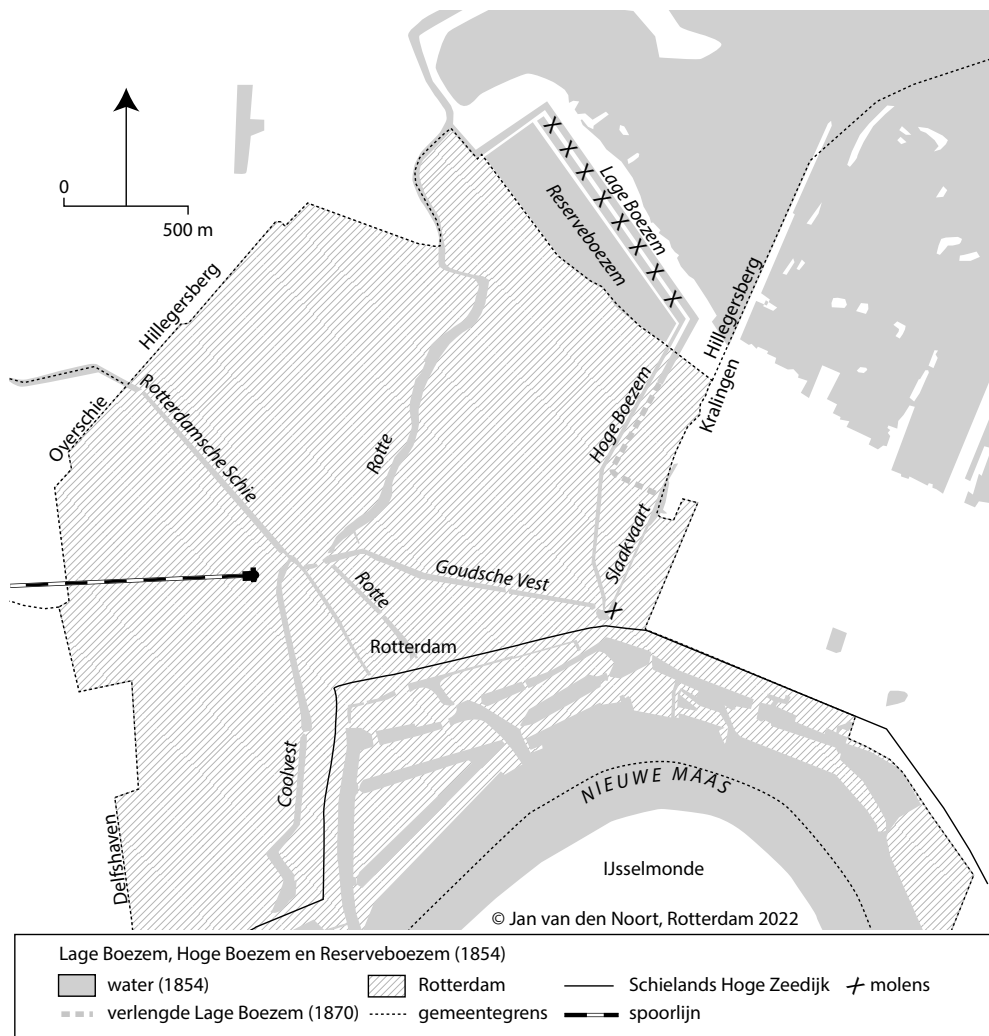 0
500 m
Lage Boezem
Reserveboezem
Hillegersberg
Hillegersberg
Kralingen
Overschie
Rotterdamsche Schie
Rotte
Hoge Boezem
Slaakvaart
Goudsche Vest
Rotte
Rotterdam
Coolvest
NIEUWE MAAS
Delfshaven
IJsselmonde
© Jan van den Noort, Rotterdam 2022
Lage Boezem, Hoge Boezem en Reserveboezem (1854)
water (1854) Rotterdam Schielands Hoge Zeedijk molens
verlengde Lage Boezem (1870) gemeentegrens spoorlijn